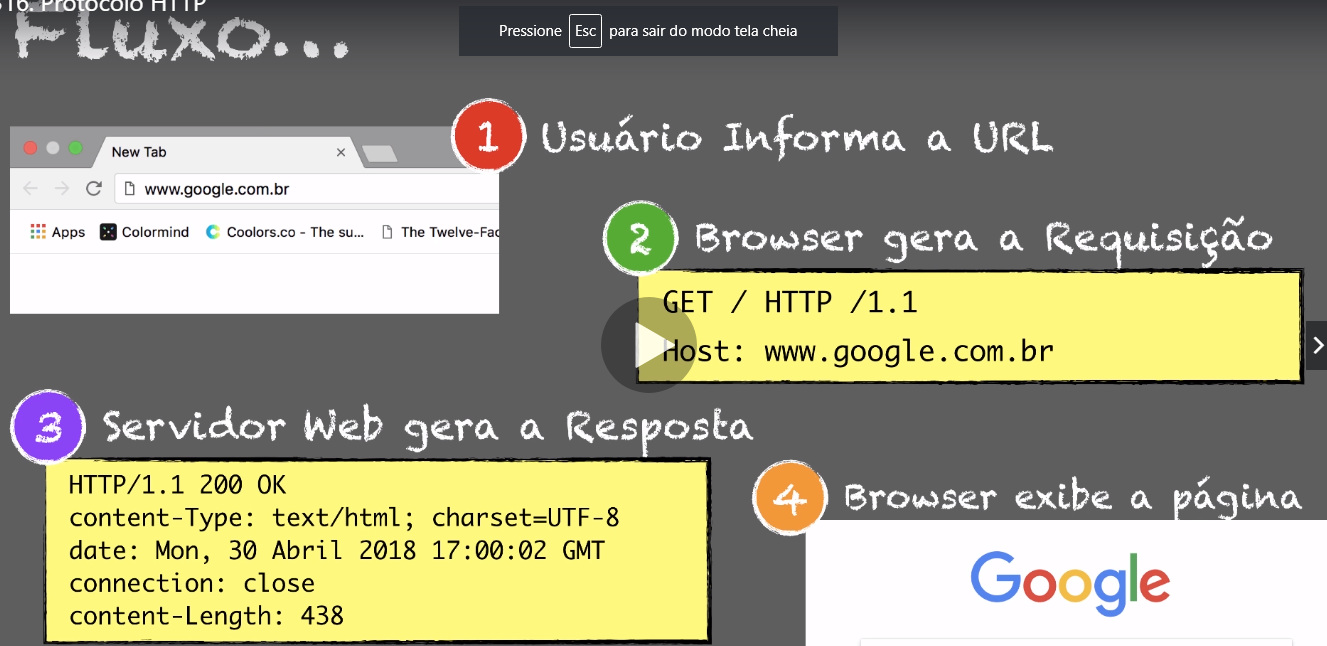 516. Protocolo HTTP
Fluxo...
Pressione Esc para sair do modo tela cheia
1 Usuário Informa a URL
New Tab
www.google.com.br
Apps Colormind Coolors.co - The su... The Twelve-Fac
2 Browser gera a Requisição
GET / HTTP /1.1
Host: www.google.com.br
3 Servidor Web gera a Resposta
HTTP/1.1 200 OK
content-Type: text/html; charset=UTF-8
date: Mon, 30 Abril 2018 17:00:02 GMT
connection: close
content-Length: 438
4 Browser exibe a página
Google